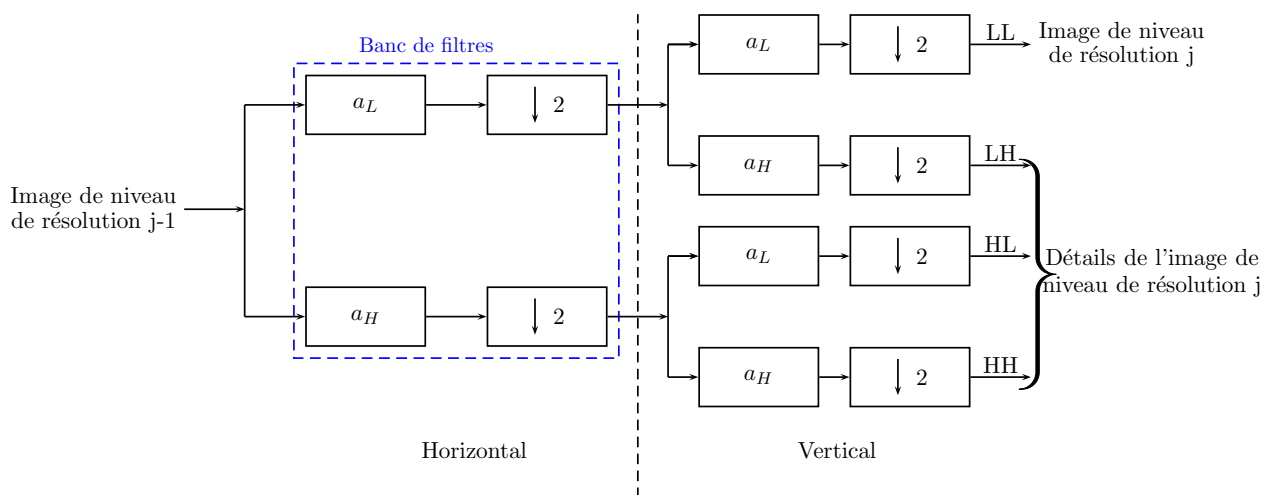 Banc de filtres
a_L
↓ 2
a_L
↓ 2
LL
Image de niveau
de résolution j
a_H
↓ 2
LH
Image de niveau
de résolution j-1
a_L
↓ 2
HL
Détails de l'image de
niveau de résolution j
a_H
↓ 2
a_H
↓ 2
HH
Horizontal
Vertical